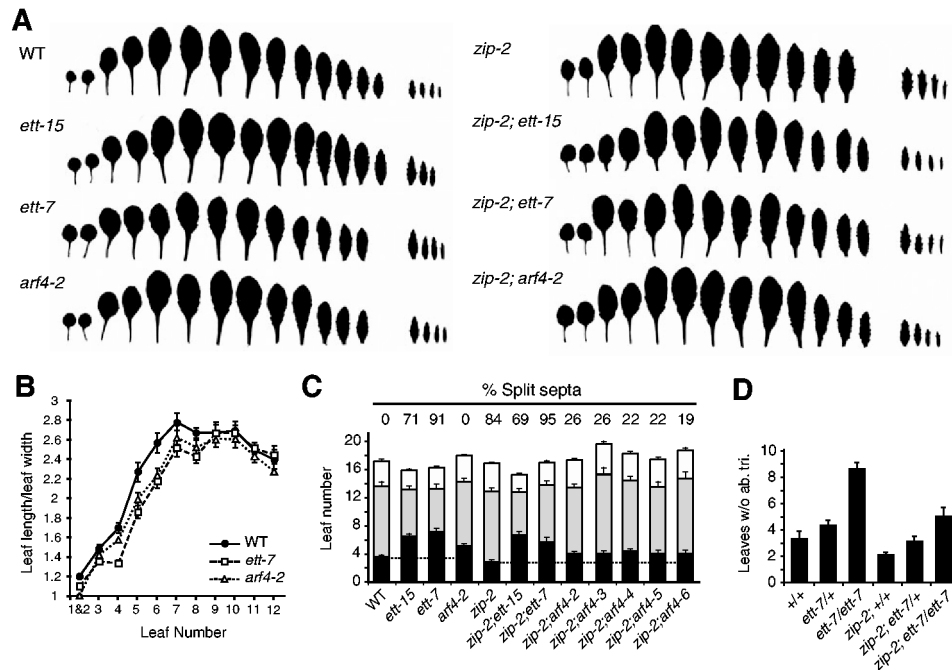 A
WT
ett-15
ett-7
arf4-2
zip-2
zip-2; ett-15
zip-2; ett-7
zip-2; arf4-2
B
Leaf length/leaf width
3
2.8
2.6
2.4
2.2
2
1.8
1.6
1.4
1.2
1
1&2 3 4 5 6 7 8 9 10 11 12
Leaf Number
WT
ett-7
arf4-2
C
% Split septa
0 71 91 0 84 69 95 26 26 22 22 19
Leaf number
20
16
12
8
4
0
WT
ett-15
ett-7
arf4-2
zip-2
zip-2;ett-15
zip-2;ett-7
zip-2;arf4-2
zip-2;arf4-3
zip-2;arf4-4
zip-2;arf4-5
zip-2;arf4-6
D
Leaves w/o ab. tri.
10
8
6
4
2
0
+/+
ett-7/+
ett-7/ett-7
zip-2; +/+
zip-2; ett-7/+
zip-2; ett-7/ett-7